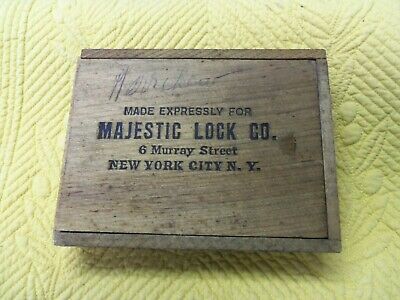 MADE EXPRESSLY FOR
MAJESTIC LOCK CO.
6 Murray Street
NEW YORK CITY N. Y.